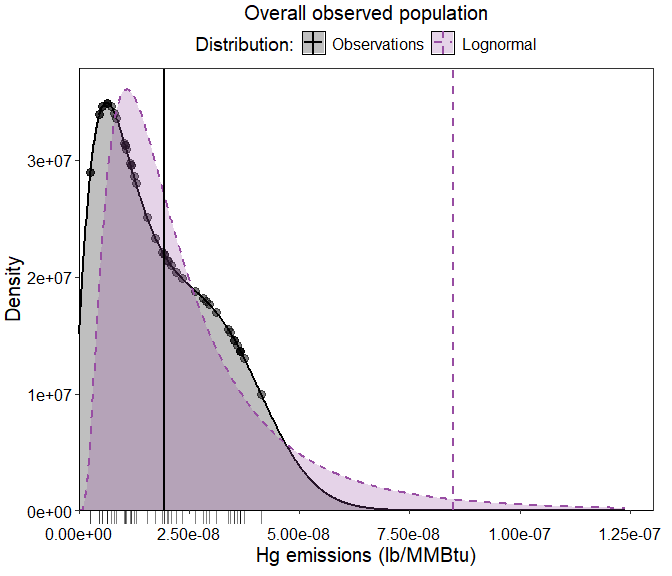 Overall observed population
Distribution: Observations Lognormal
Density
3e+07
2e+07
1e+07
0e+00
0.00e+00 2.50e-08 5.00e-08 7.50e-08 1.00e-07 1.25e-07
Hg emissions (lb/MMBtu)